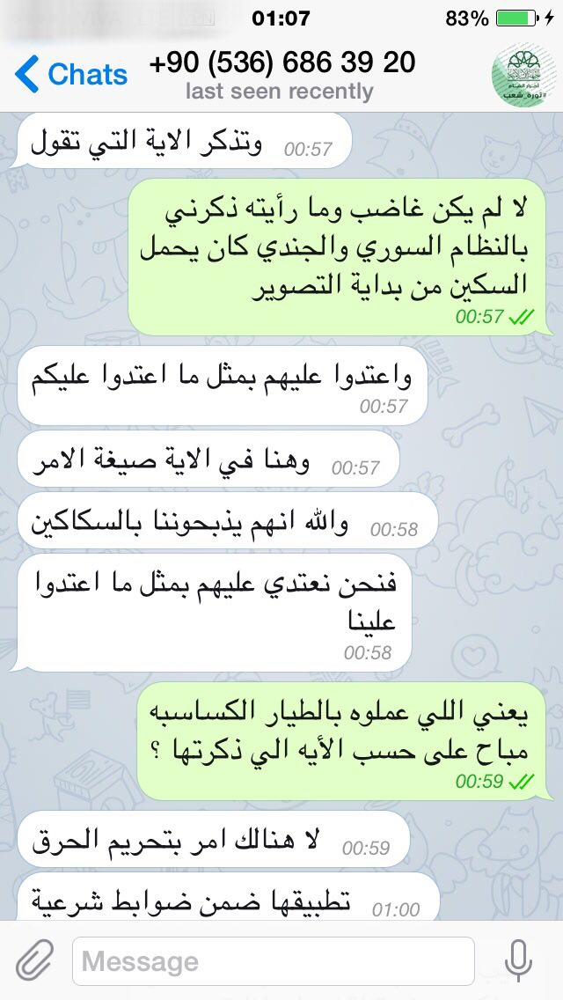 01:07
83%
Chats
+90 (536) 686 39 20
last seen recently
#ثورة_شعب
وتذكر الاية التي تقول 00:57
لا لم يكن غاضب وما رأيته ذكرني
بالنظام السوري والجندي كان يحمل
السكين من بداية التصوير
00:57
واعتدوا عليهم بمثل ما اعتدوا عليكم
00:57
وهنا في الاية صيغة الامر 00:57
والله انهم يذبحوننا بالسكاكين 00:58
فنحن نعتدي عليهم بمثل ما اعتدوا
علينا
00:58
يعني اللي عملوه بالطيار الكساسبه
مباح على حسب الأيه الي ذكرتها ؟
00:59
لا هنالك امر بتحريم الحرق 00:59
تطبيقها ضمن ضوابط شرعية 01:00
Message